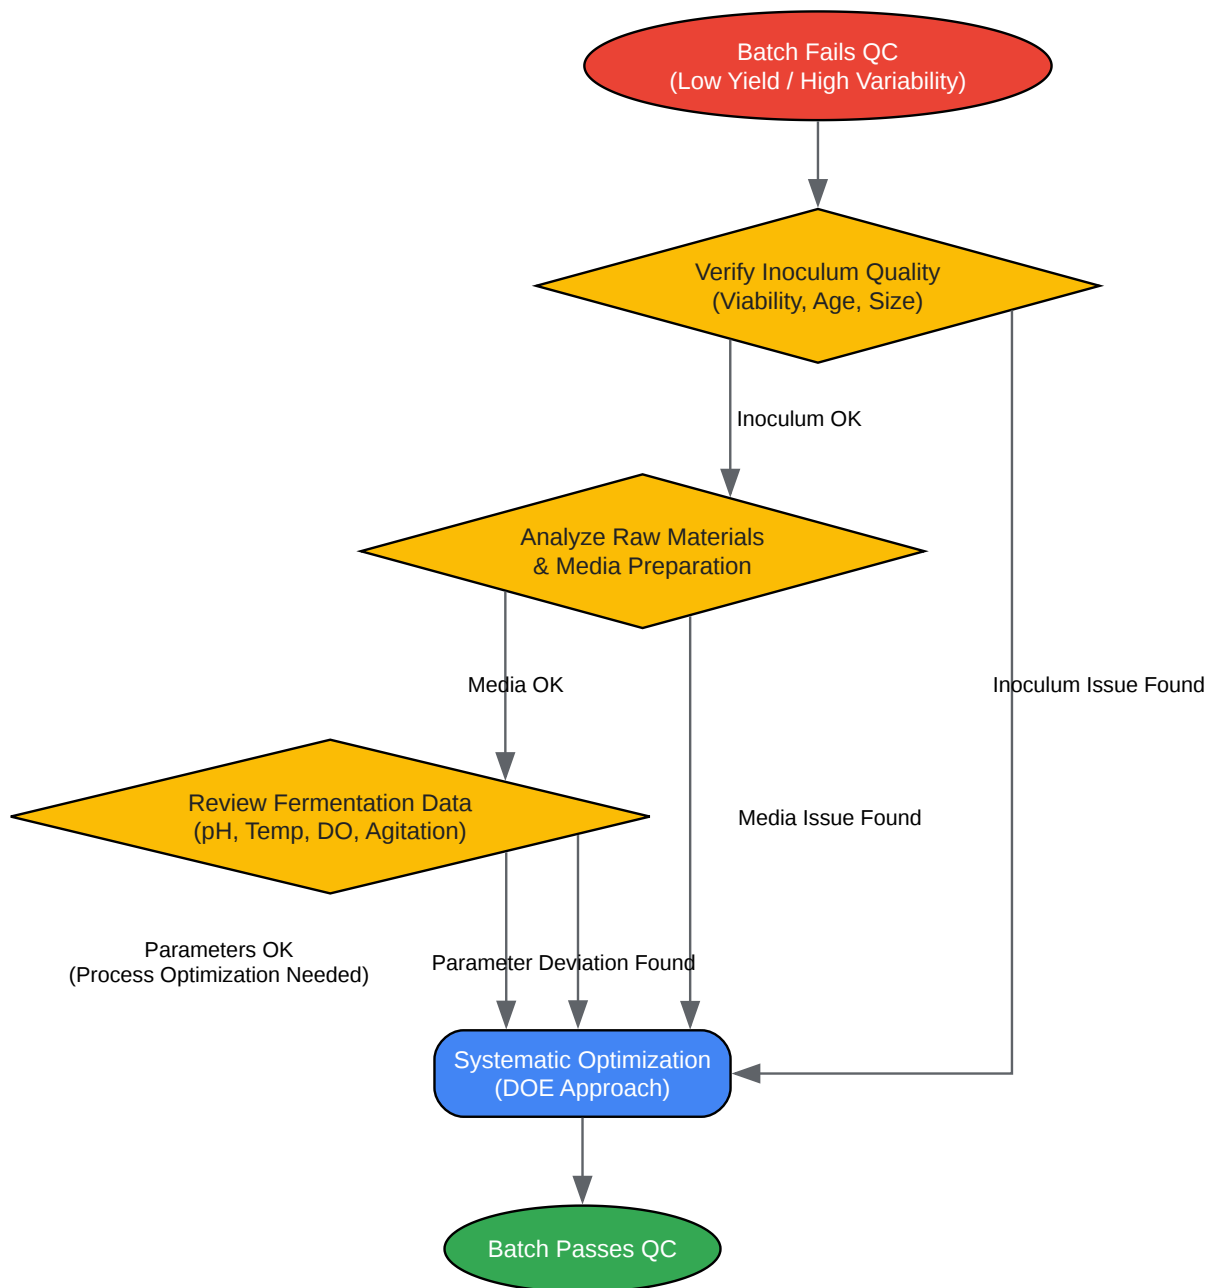 Batch Fails QC
(Low Yield / High Variability)
Verify Inoculum Quality
(Viability, Age, Size)
Inoculum OK
Analyze Raw Materials
& Media Preparation
Media OK
Inoculum Issue Found
Review Fermentation Data
(pH, Temp, DO, Agitation)
Media Issue Found
Parameters OK
(Process Optimization Needed)
Parameter Deviation Found
Systematic Optimization
(DOE Approach)
Batch Passes QC